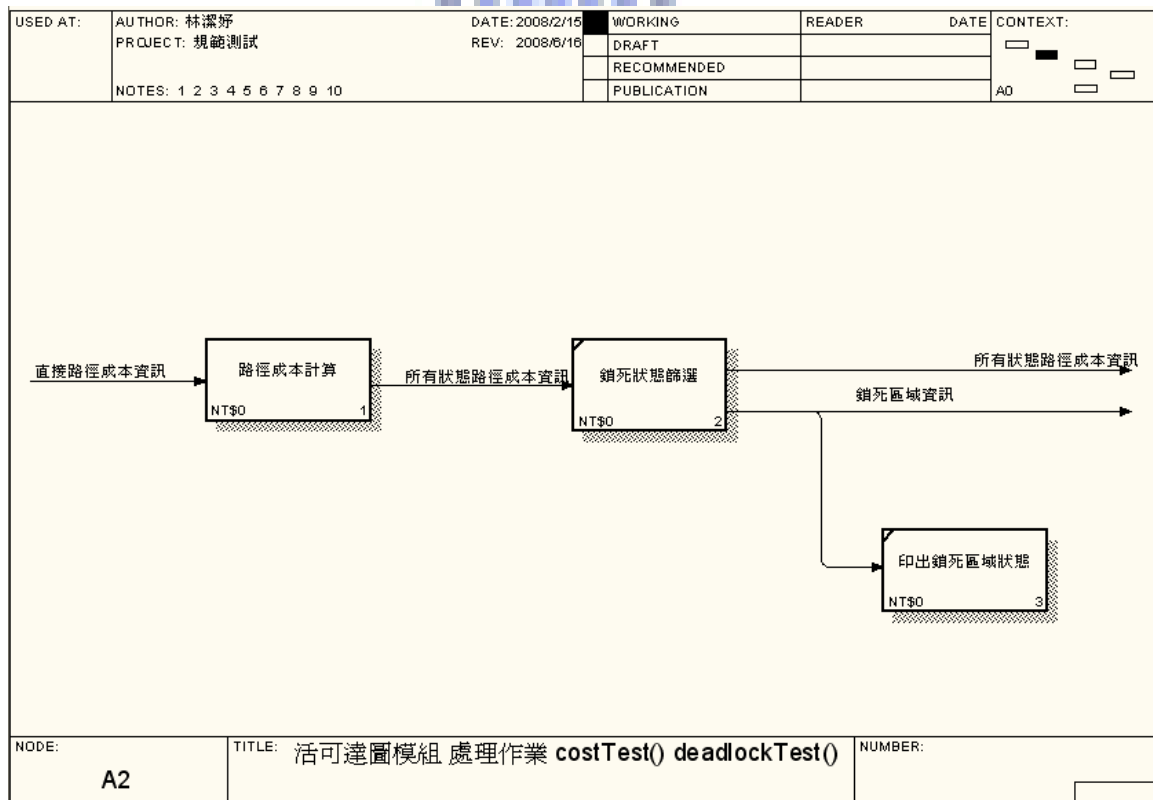 USED AT:
AUTHOR: 林潔妤
DATE: 2008/2/15
PROJECT: 規範測試
REV: 2008/6/16
NOTES: 1 2 3 4 5 6 7 8 9 10
WORKING
DRAFT
RECOMMENDED
PUBLICATION
READER DATE
CONTEXT:
A0
直接路徑成本資訊
路徑成本計算
NT$0 1
所有狀態路徑成本資訊
鎖死狀態篩選
NT$0 2
所有狀態路徑成本資訊
鎖死區域資訊
印出鎖死區域狀態
NT$0 3
NODE:
A2
TITLE: 活可達圖模組 處理作業 costTest() deadlockTest()
NUMBER: